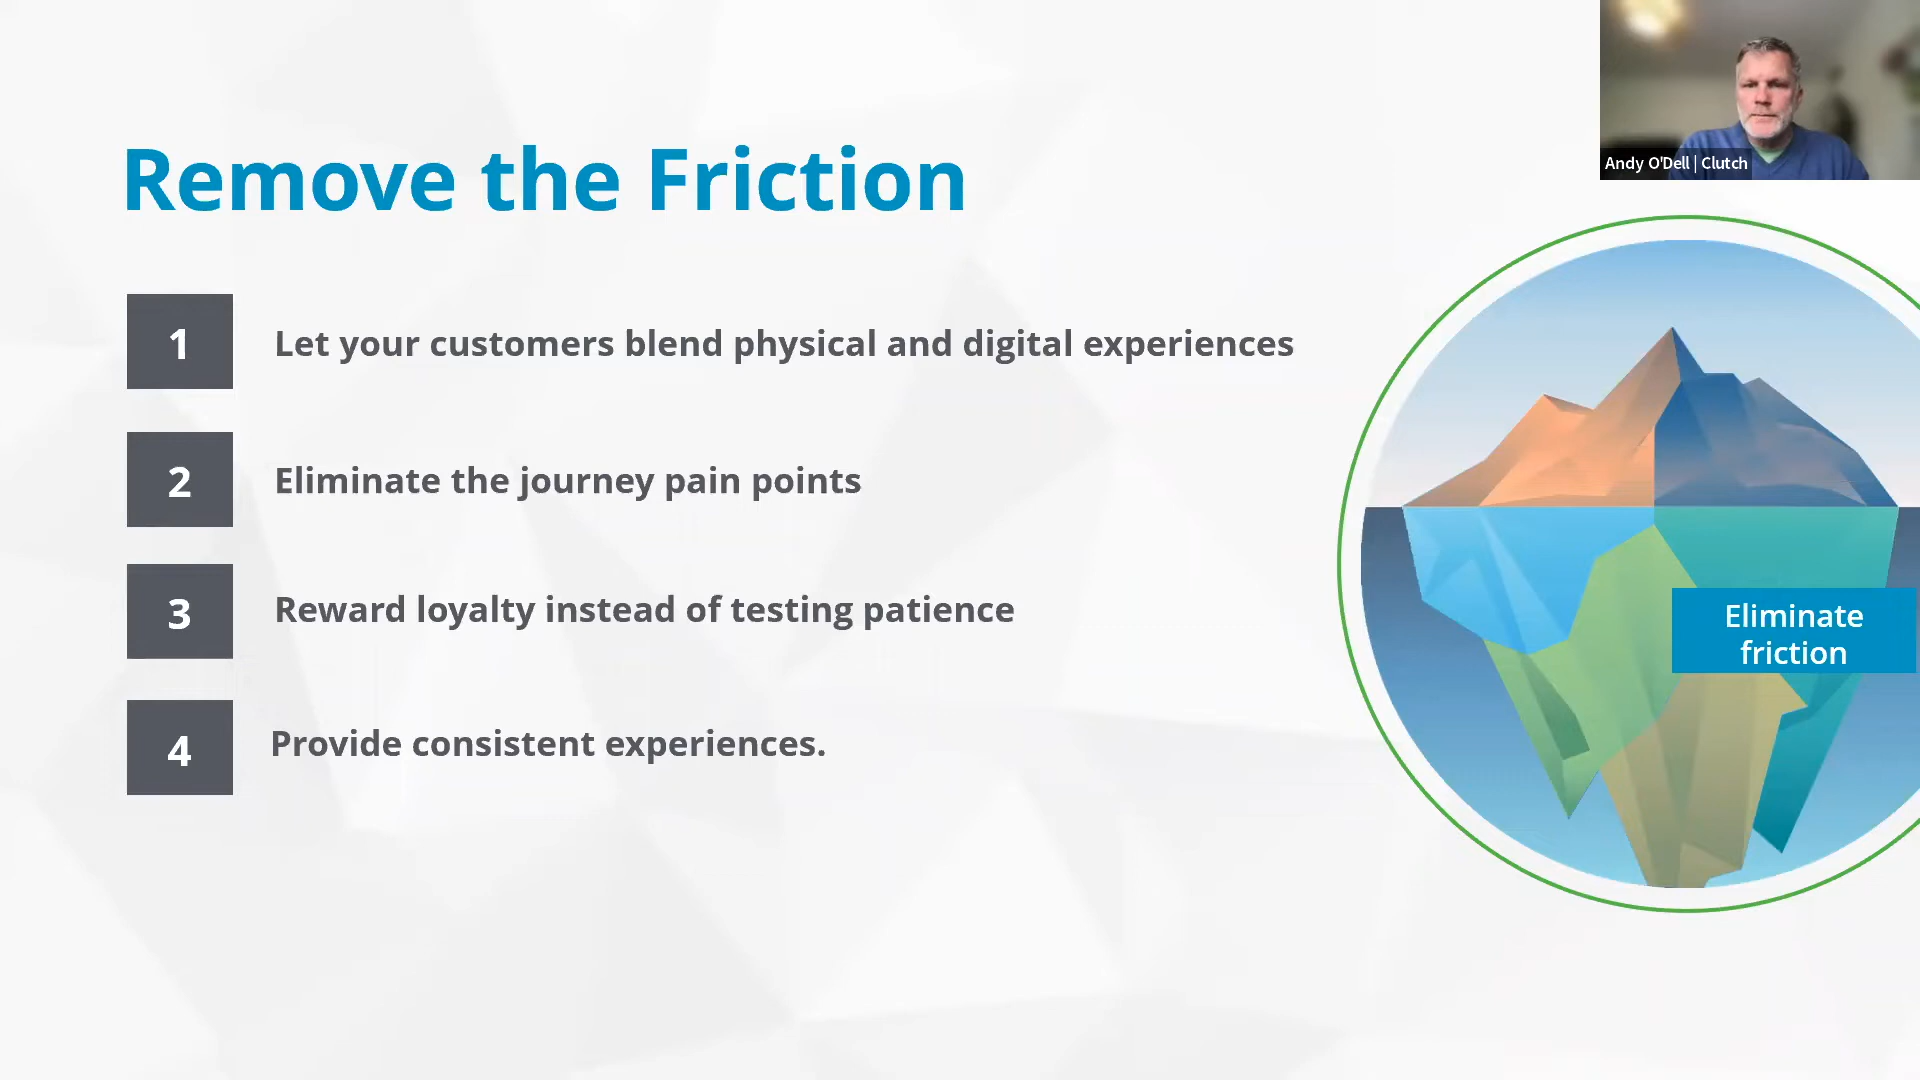 Andy O'Dell | Clutch
Remove the Friction
1
Let your customers blend physical and digital experiences
2
Eliminate the journey pain points
3
Reward loyalty instead of testing patience
4
Provide consistent experiences.
Eliminate
friction